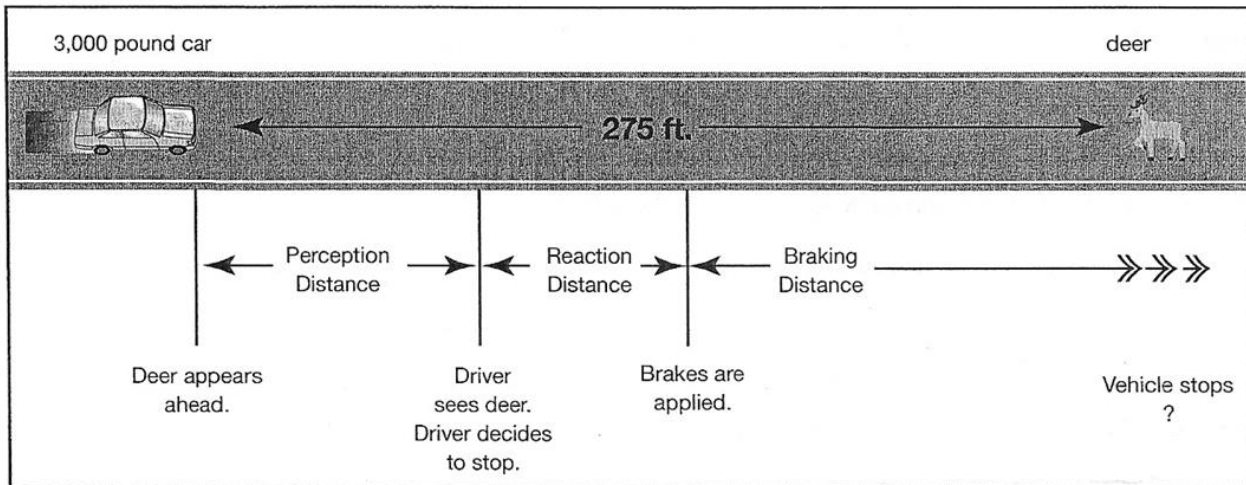 3,000 pound car
deer
275 ft.
Perception
Distance
Reaction
Distance
Braking
Distance
Deer appears
ahead.
Driver
sees deer.
Driver decides
to stop.
Brakes are
applied.
Vehicle stops
?